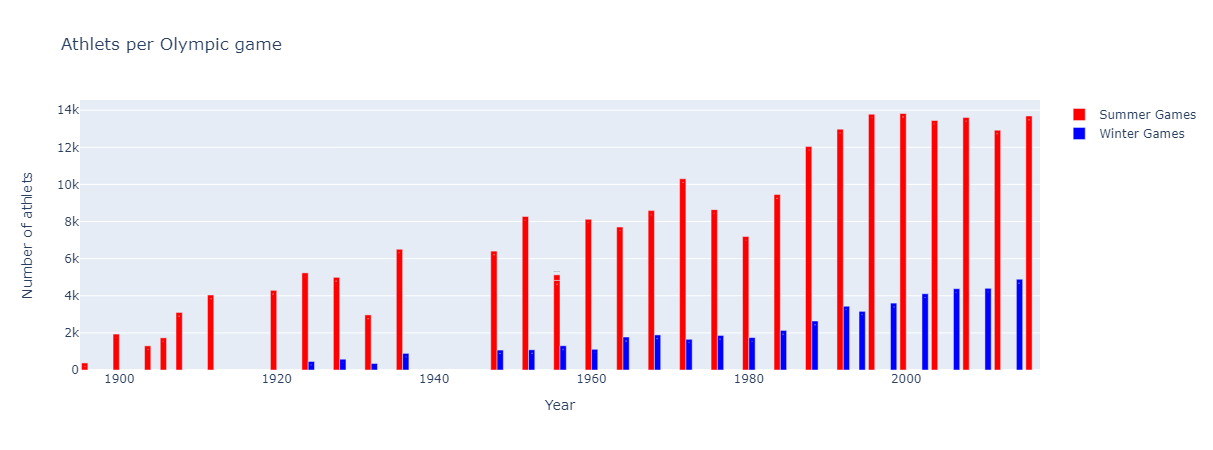 Athlets per Olympic game
14k
12k
10k
8k
6k
4k
2k
0
Number of athlets
1900
1920
1940
1960
1980
2000
Year
Summer Games
Winter Games